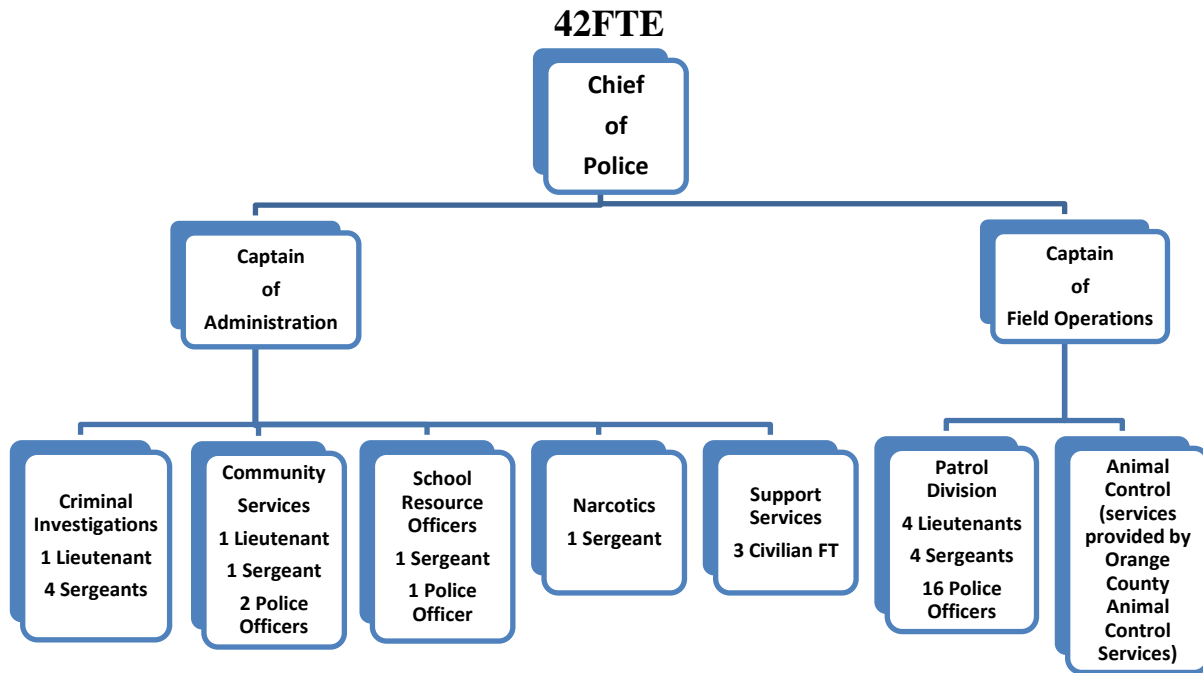 42FTE
Chief
of
Police
Captain
of
Administration
Captain
of
Field Operations
Criminal
Investigations
1 Lieutenant
4 Sergeants
Community
Services
1 Lieutenant
1 Sergeant
2 Police
Officers
School
Resource
Officers
1 Sergeant
1 Police
Officer
Narcotics
1 Sergeant
Support
Services
3 Civilian FT
Patrol
Division
4 Lieutenants
4 Sergeants
16 Police
Officers
Animal
Control
(services
provided by
Orange
County
Animal
Control
Services)